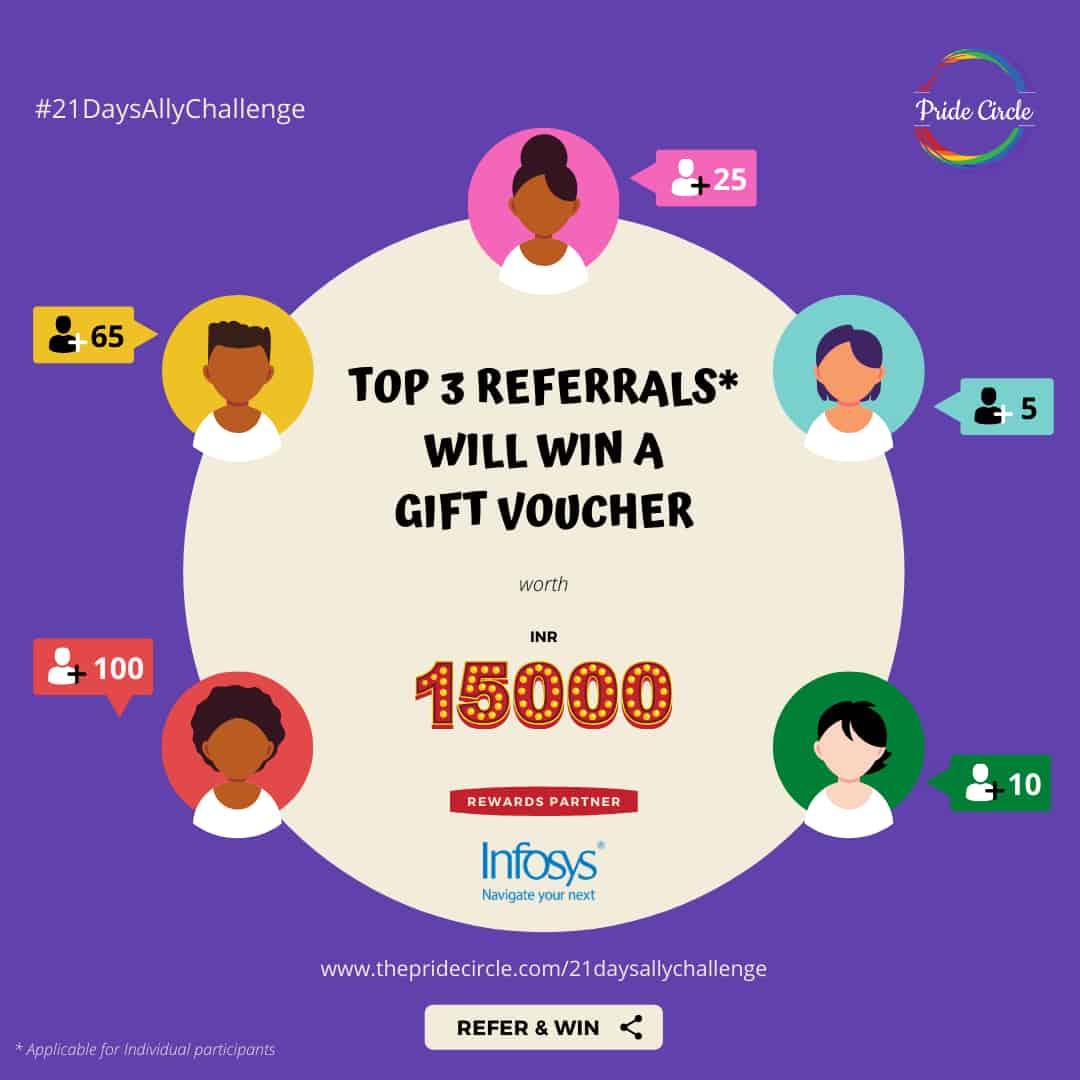 #21DaysAllyChallenge
Pride Circle
+ 25
+ 65
+ 5
TOP 3 REFERRALS*
WILL WIN A
GIFT VOUCHER
worth
INR
15000
+ 100
+ 10
REWARDS PARTNER
Infosys®
Navigate your next
www.thepridecircle.com/21daysallychallenge
REFER & WIN
* Applicable for Individual participants